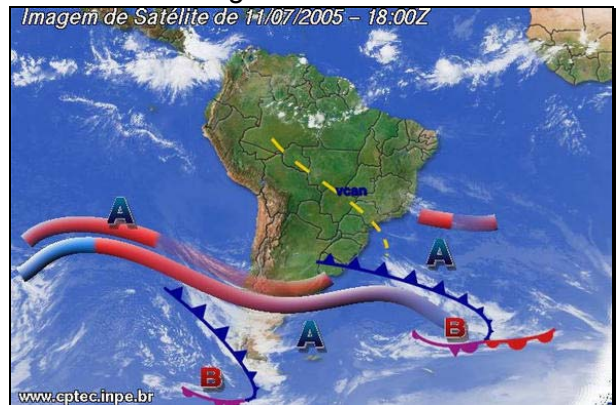 Imagem de Satélite de 11/07/2005 – 18:00Z
A
vcan
A
B
A
B
www.cptec.inpe.br